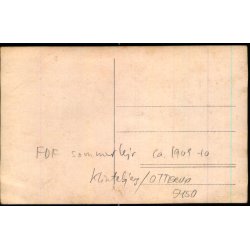 FDF sommerlejr ca. 1909-10
Klintebjerg/OTTERUP
5450